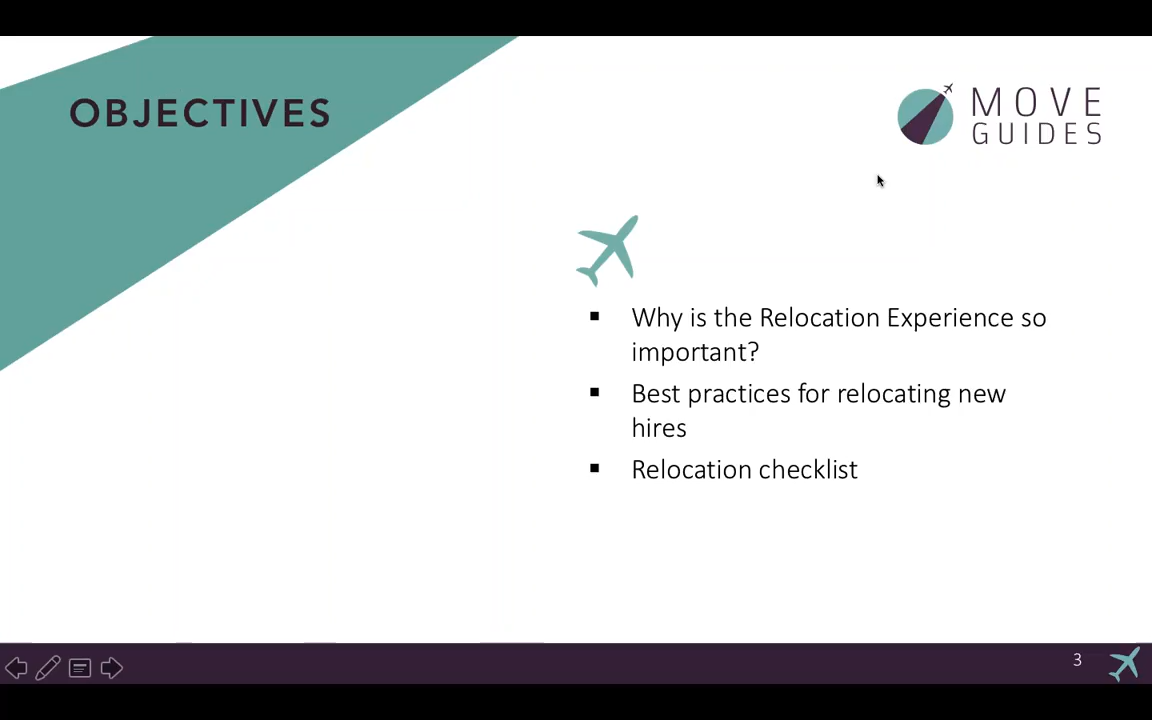 OBJECTIVES
MOVE
GUIDES
▪ Why is the Relocation Experience so
important?
▪ Best practices for relocating new
hires
▪ Relocation checklist
3